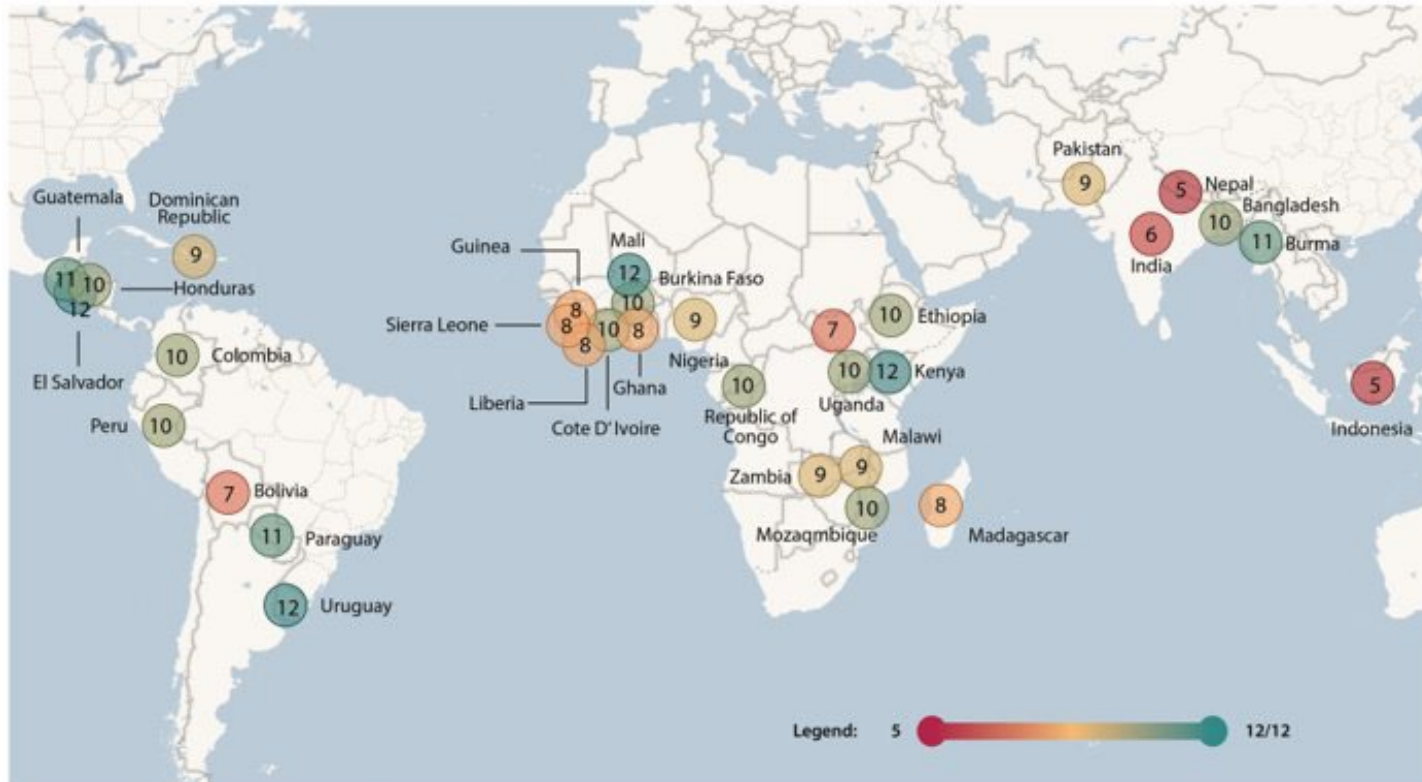 Guatemala
Dominican
Republic
9
11
10
Honduras
12
El Salvador
10
Colombia
Peru
10
7
Bolivia
11
Paraguay
12
Uruguay
Guinea
Mali
12
Burkina Faso
10
8
Sierra Leone
8
10
8
9
8
Nigeria
Liberia
Ghana
Cote D' Ivoire
7
10
Ethiopia
10
10
12
Kenya
Uganda
Republic of
Congo
Malawi
Zambia
9
9
10
Mozaqmbique
8
Madagascar
Pakistan
9
5
Nepal
Bangladesh
10
6
11
Burma
India
5
Indonesia
Legend: 5 12/12